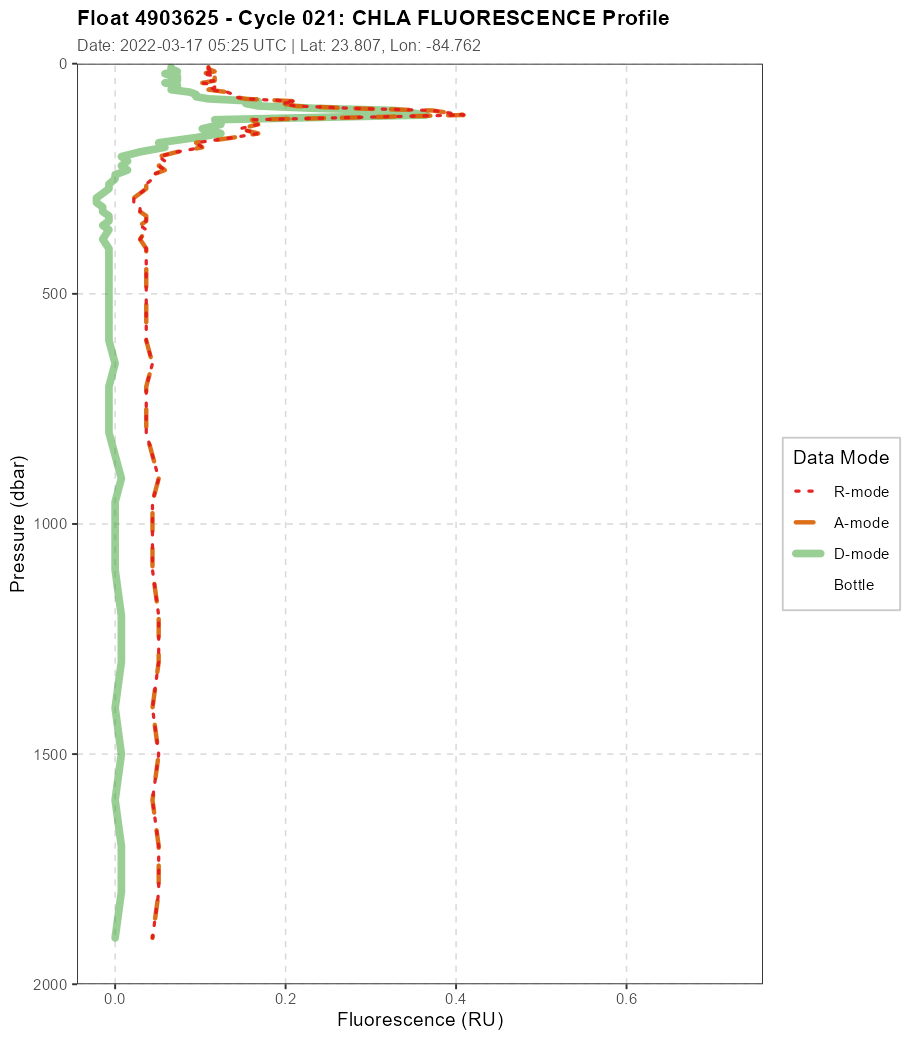 Float 4903625 - Cycle 021: CHLA FLUORESCENCE Profile
Date: 2022-03-17 05:25 UTC | Lat: 23.807, Lon: -84.762
0
500
1000
1500
2000
Pressure (dbar)
0.0
0.2
0.4
0.6
Fluorescence (RU)
Data Mode
R-mode
A-mode
D-mode
Bottle